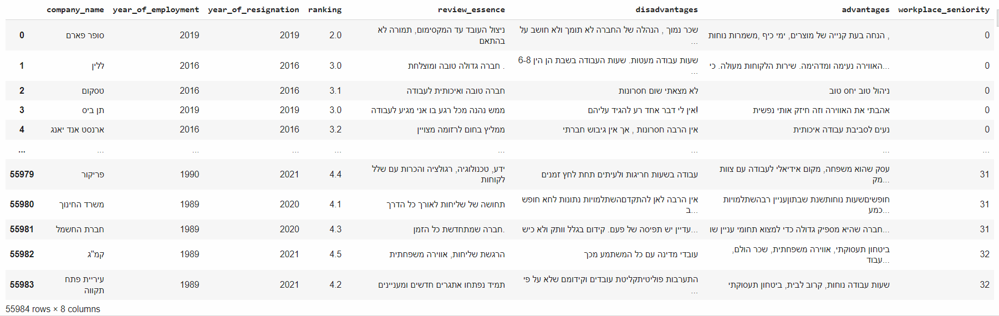 company_name year_of_employment year_of_resignation ranking review_essence disadvantages advantages workplace_seniority
0 סופר פארם 2019 2019 2.0 ניצול העובד עד המקסימום, תמורה לא בהתאם שכר נמוך , הנהלה של החברה לא תומך ולא חושב על ... , הנחה בעת קנייה של מוצרים, ימי כיף ,משמרות נוחות 0
1 ללין 2016 2016 3.0 . חברה גדולה טובה ומוצלחת שעות עבודה מעטות. שעות העבודה בשבת הן הין 6-8 ... ...האווירה נעימה ומדהימה. שירות הלקוחות מעולה. כי 0
2 טסקום 2016 2016 3.1 חברה טובה ואיכותית לעבודה לא מצאתי שום חסרונות ניהול טוב יחס טוב 0
3 תן ביס 2019 2019 3.0 ממש נהנה מכל רגע בו אני מגיע לעבודה !אין לי דבר אחד רע להגיד עליהם אהבתי את האווירה וזה חיזק אותי נפשית 0
4 ארנסט אנד יאנג 2016 2016 3.2 ממליץ בחום לרזומה מצויין אין הרבה חסרונות , אך אין גיבוש חברתי נעים לסביבת עבודה איכותית 0
... ... ... ... ... ... ... ... ...
55979 פריקור 1990 2021 4.4 ידע, טכנולוגיה, רגולציה והכרות עם שלל לקוחות עבודה בשעות חריגות ולעיתים תחת לחץ זמנים עסק שהוא משפחה, מקום אידיאלי לעבודה עם צוות ...מק 31
55980 משרד החינוך 1989 2020 4.1 תחושה של שליחות לאורך כל הדרך אין הרבה לאן להתקדםהשתלמויות נתונות לחא חופש ...ב חופשיםשעות נוחותשנת שבתוןעניין רבהשתלמויות ...כמע 31
55981 חברת החשמל 1989 2020 4.3 .חברה שמתחדשת כל הזמן ...עדיין יש תפיסה של פעם. קידום בגלל וותק ולא כיש ...חברה שהיא מספיק גדולה כדי למצוא תחומי עניין שו 31
55982 קמ"ג 1989 2021 4.5 הרגשת שליחות, אווירה משפחתית עובדי מדינה עם כל המשתמע מכך ביטחון תעסוקתי, אווירה משפחתית, שכר הולם, ...עבוד 32
55983 עיריית פתח תקווה 1989 2021 4.2 תמיד נפתחו אתגרים חדשים ומעניינים התערבות פוליטיתקליטת עובדים וקידומם שלא על פי ... שעות עבודה נוחות, קרוב לבית, ביטחון תעסוקתי 32
55984 rows × 8 columns